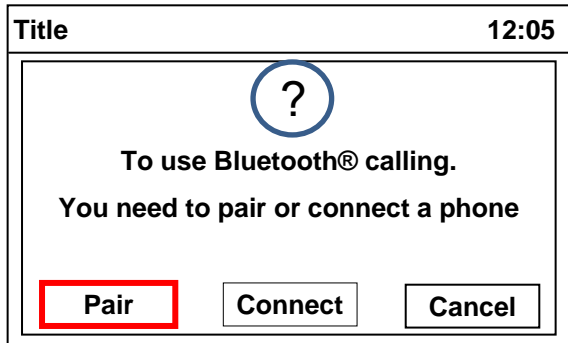 Title 12:05
?
To use Bluetooth® calling.
You need to pair or connect a phone
Pair Connect Cancel